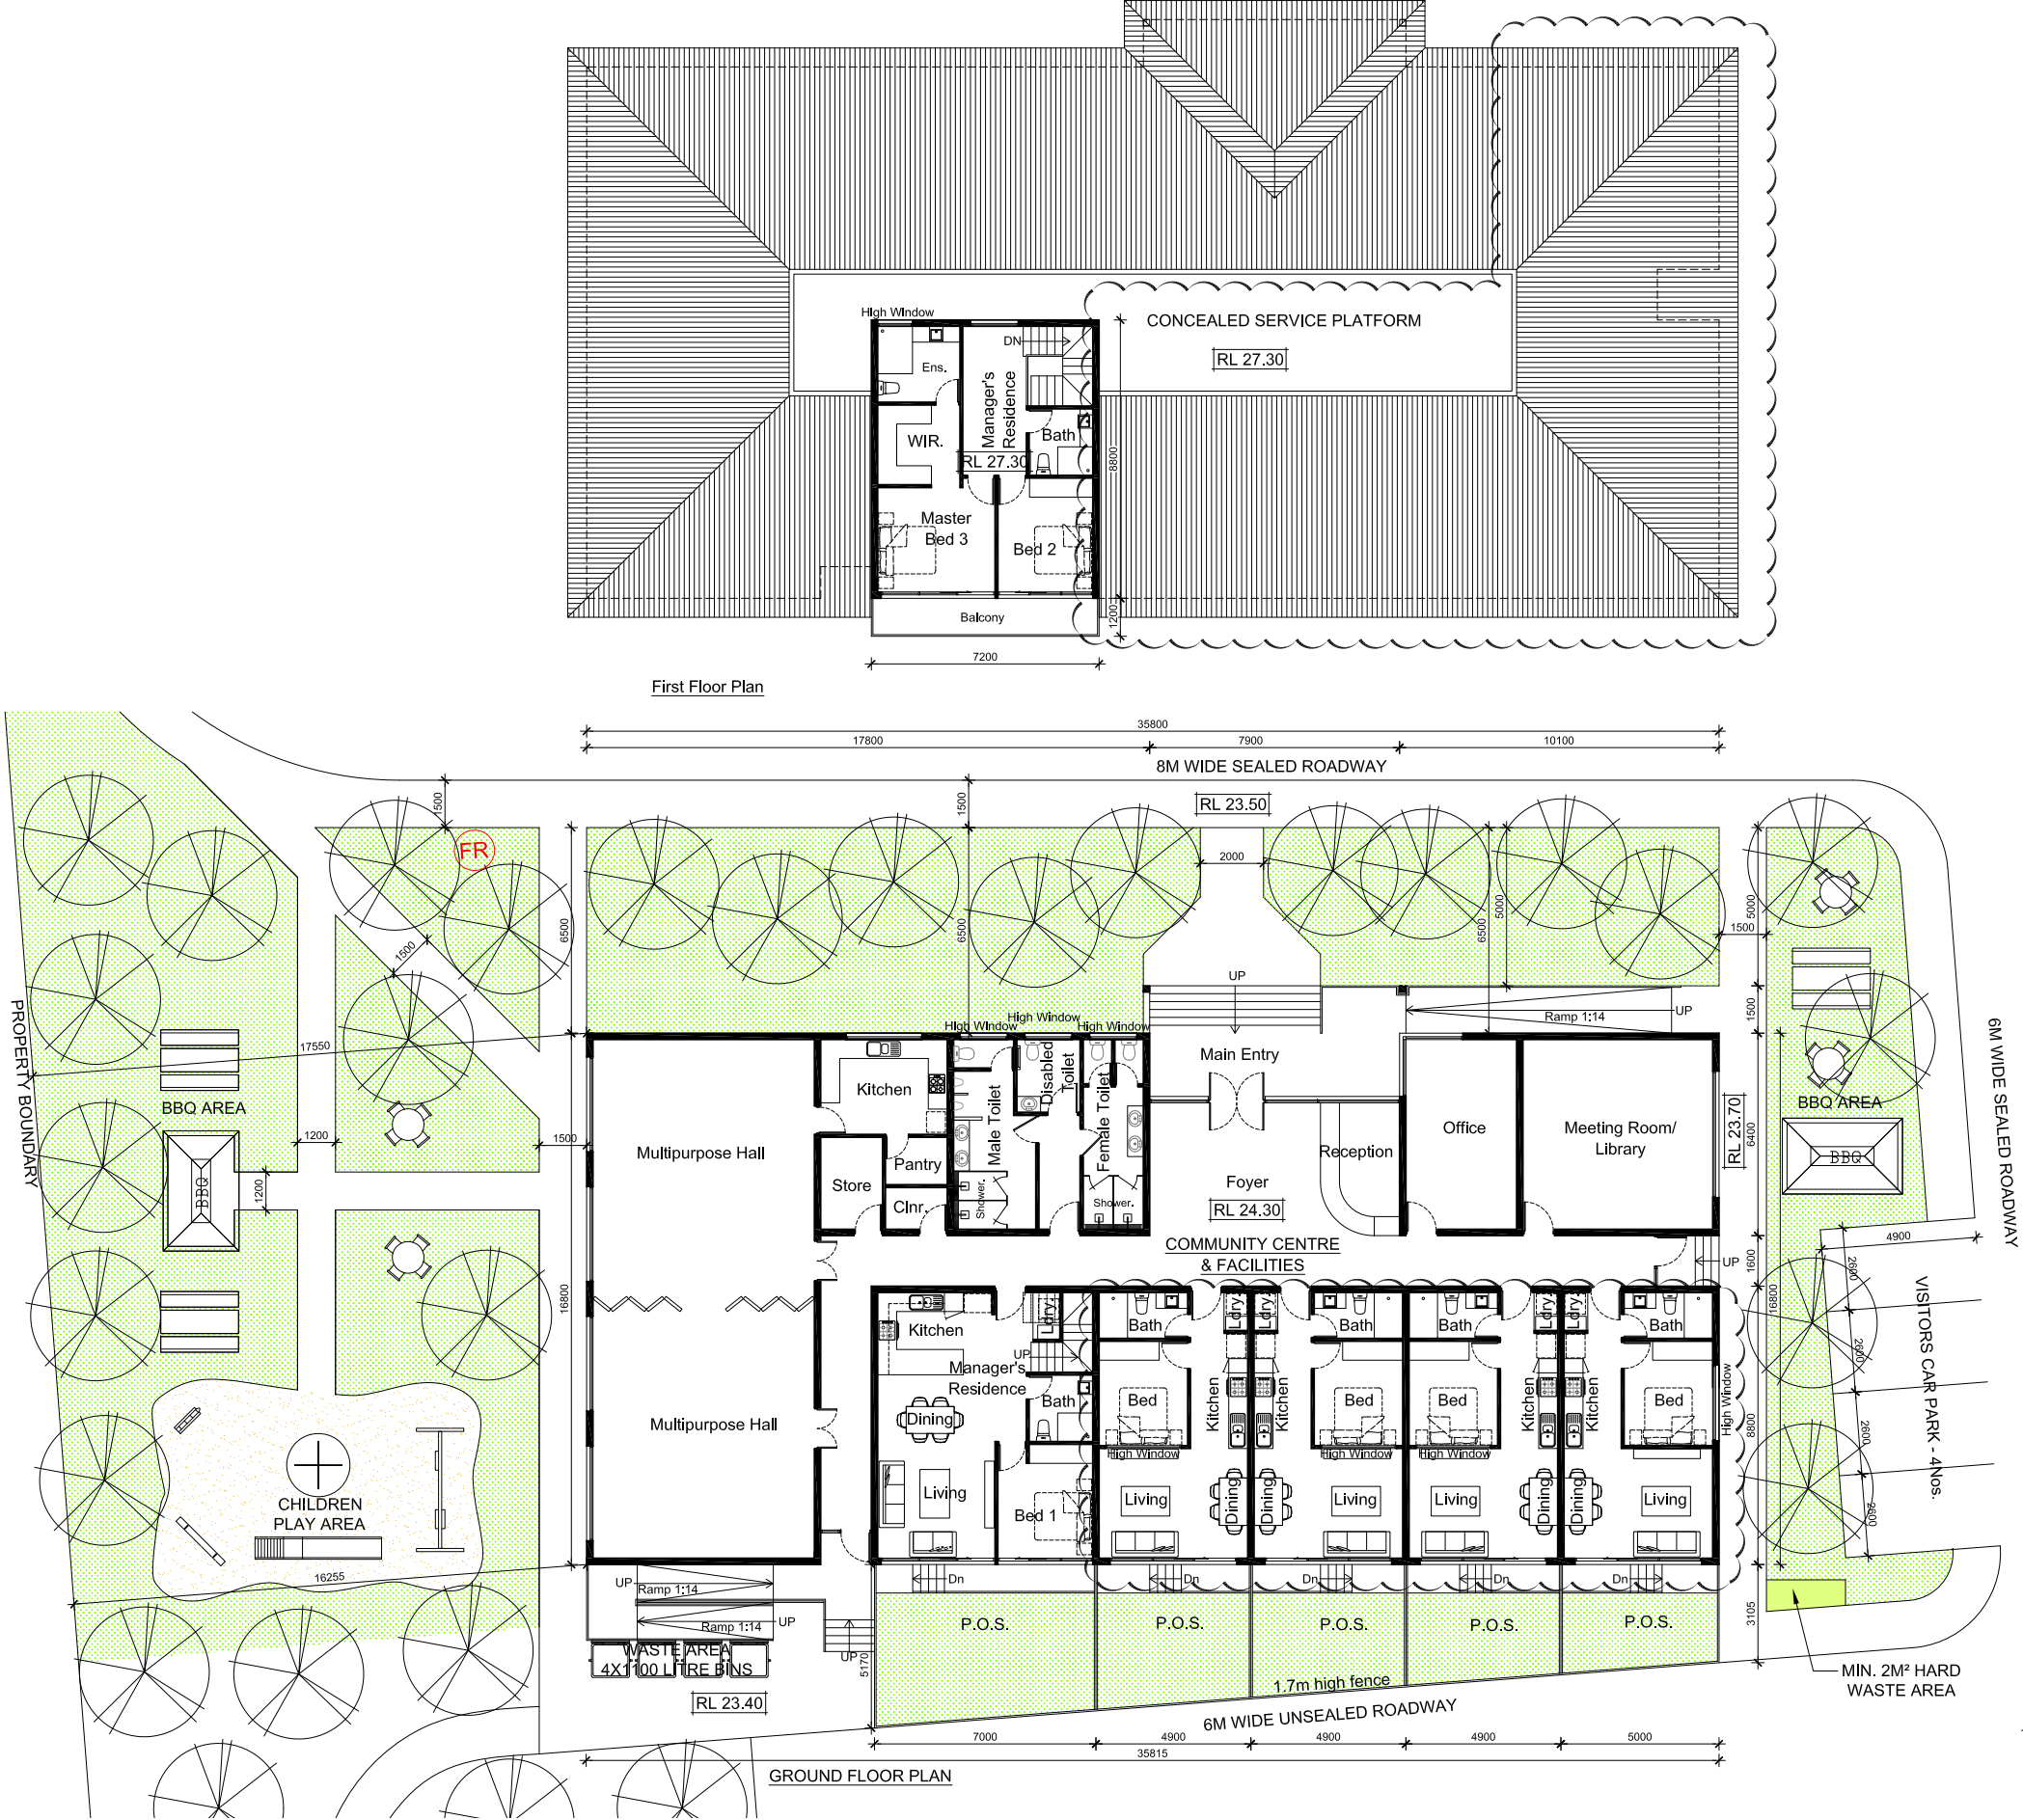 High Window
CONCEALED SERVICE PLATFORM
RL 27.30
DN
Ens.
Manager's
Residence
WIR.
Bath
RL 27.30
8800
Master
Bed 3
Bed 2
Balcony
1200
7200
First Floor Plan
35800
17800
7900
10100
8M WIDE SEALED ROADWAY
1500
1500
RL 23.50
FR
2000
6500
6500
6500
5000
5000
1500
1500
1500
UP
Ramp 1:14
UP
High Window
High Window
High Window
Main Entry
PROPERTY BOUNDARY
17550
BBQ AREA
1200
1500
BBQ
1200
Kitchen
Multipurpose Hall
Store
Pantry
Clnr.
Male Toilet
Disabled
Toilet
Female Toilet
Shower.
Shower.
Reception
Foyer
RL 24.30
Office
Meeting Room/
Library
RL 23.70
6400
BBQ AREA
BBQ
6M WIDE SEALED ROADWAY
4900
COMMUNITY CENTRE
& FACILITIES
1600
UP
16800
16800
2600
2600
2600
2600
VISITORS CAR PARK - 4Nos.
Kitchen
Ldry.
UP
Manager's
Residence
Dining
Bath
Living
Bed 1
Multipurpose Hall
Bath
Ldry.
Ldry.
Bath
Bath
Ldry.
Ldry.
Bath
Bed
Kitchen
Kitchen
Bed
Bed
Kitchen
Kitchen
Bed
High Window
High Window
High Window
High Window
8800
Living
Dining
Dining
Living
Living
Dining
Dining
Living
CHILDREN
PLAY AREA
16255
UP
Ramp 1:14
Ramp 1:14
UP
UP
Dn
Dn
Dn
Dn
Dn
P.O.S.
P.O.S.
P.O.S.
P.O.S.
P.O.S.
3105
WASTE AREA
4X1100 LITRE BINS
5170
RL 23.40
1.7m high fence
6M WIDE UNSEALED ROADWAY
MIN. 2M² HARD
WASTE AREA
7000
4900
4900
4900
5000
35815
GROUND FLOOR PLAN